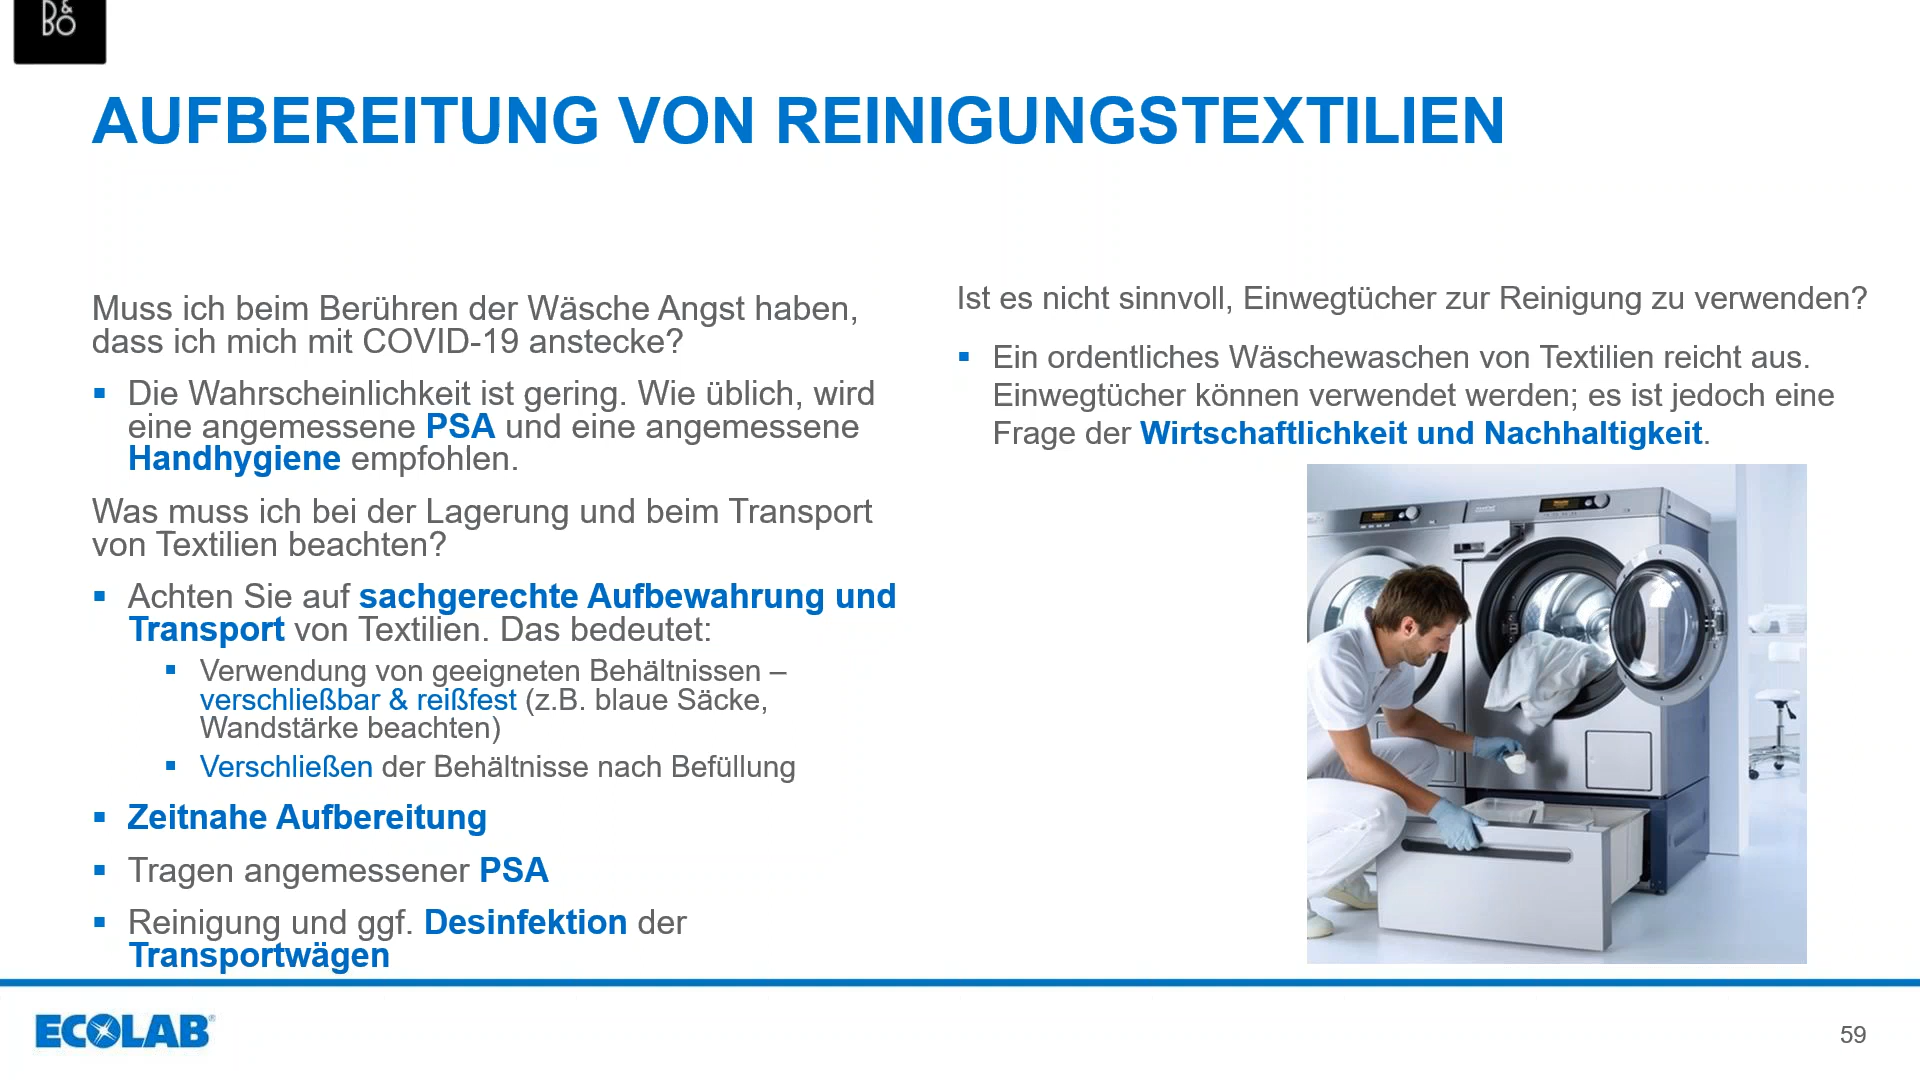 B&O
AUFBEREITUNG VON REINIGUNGSTEXTILIEN
Muss ich beim Berühren der Wäsche Angst haben,
dass ich mich mit COVID-19 anstecke?
▪ Die Wahrscheinlichkeit ist gering. Wie üblich, wird
eine angemessene PSA und eine angemessene
Handhygiene empfohlen.
Was muss ich bei der Lagerung und beim Transport
von Textilien beachten?
▪ Achten Sie auf sachgerechte Aufbewahrung und
Transport von Textilien. Das bedeutet:
▪ Verwendung von geeigneten Behältnissen –
verschließbar & reißfest (z.B. blaue Säcke,
Wandstärke beachten)
▪ Verschließen der Behältnisse nach Befüllung
▪ Zeitnahe Aufbereitung
▪ Tragen angemessener PSA
▪ Reinigung und ggf. Desinfektion der
Transportwägen
Ist es nicht sinnvoll, Einwegtücher zur Reinigung zu verwenden?
▪ Ein ordentliches Wäschewaschen von Textilien reicht aus.
Einwegtücher können verwendet werden; es ist jedoch eine
Frage der Wirtschaftlichkeit und Nachhaltigkeit.
ECOLAB®
59